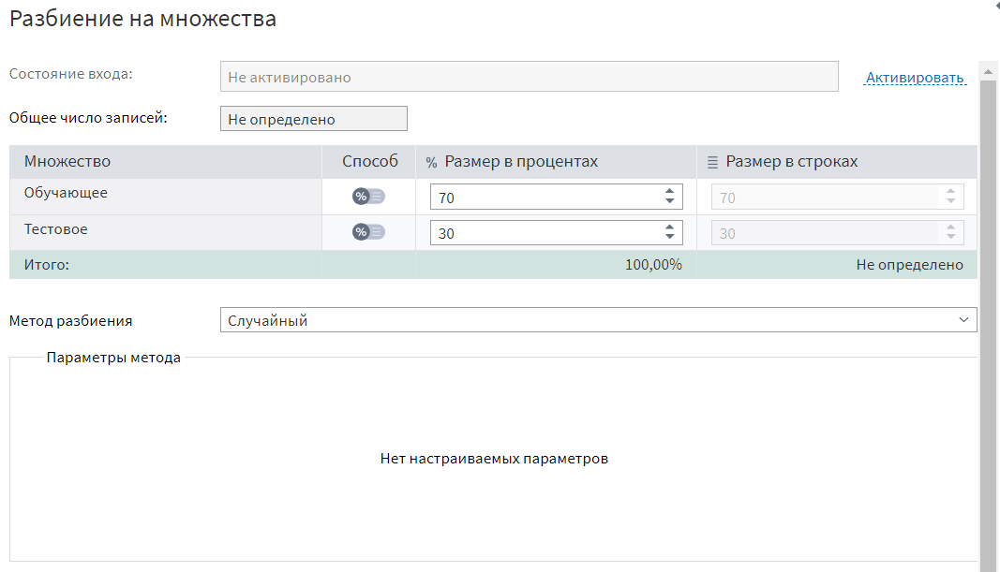 Разбиение на множества
Состояние входа: Не активировано Активировать
Общее число записей: Не определено
Множество Способ % Размер в процентах Размер в строках
Обучающее % 70 70
Тестовое % 30 30
Итого: 100,00% Не определено
Метод разбиения Случайный
Параметры метода
Нет настраиваемых параметров